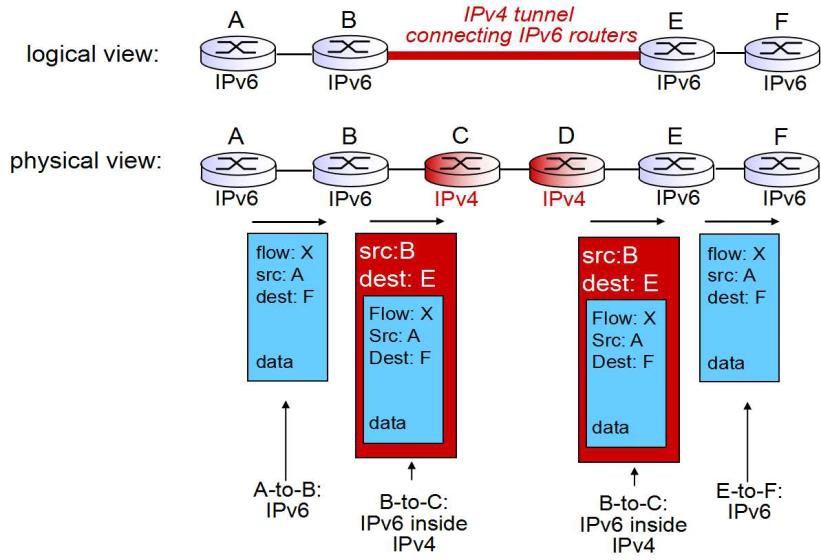 logical view:
A B IPv4 tunnel connecting IPv6 routers E F
IPv6 IPv6 IPv6 IPv6
physical view:
A B C D E F
IPv6 IPv6 IPv4 IPv4 IPv6 IPv6
flow: X
src: A
dest: F
data
src:B
dest: E
Flow: X
Src: A
Dest: F
data
src:B
dest: E
Flow: X
Src: A
Dest: F
data
flow: X
src: A
dest: F
data
A-to-B:
IPv6
B-to-C:
IPv6 inside
IPv4
B-to-C:
IPv6 inside
IPv4
E-to-F:
IPv6